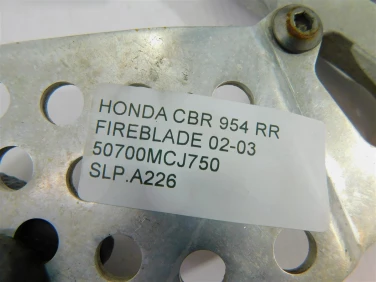 HONDA CBR 954 RR
FIREBLADE 02-03
50700MCJ750
SLP.A226